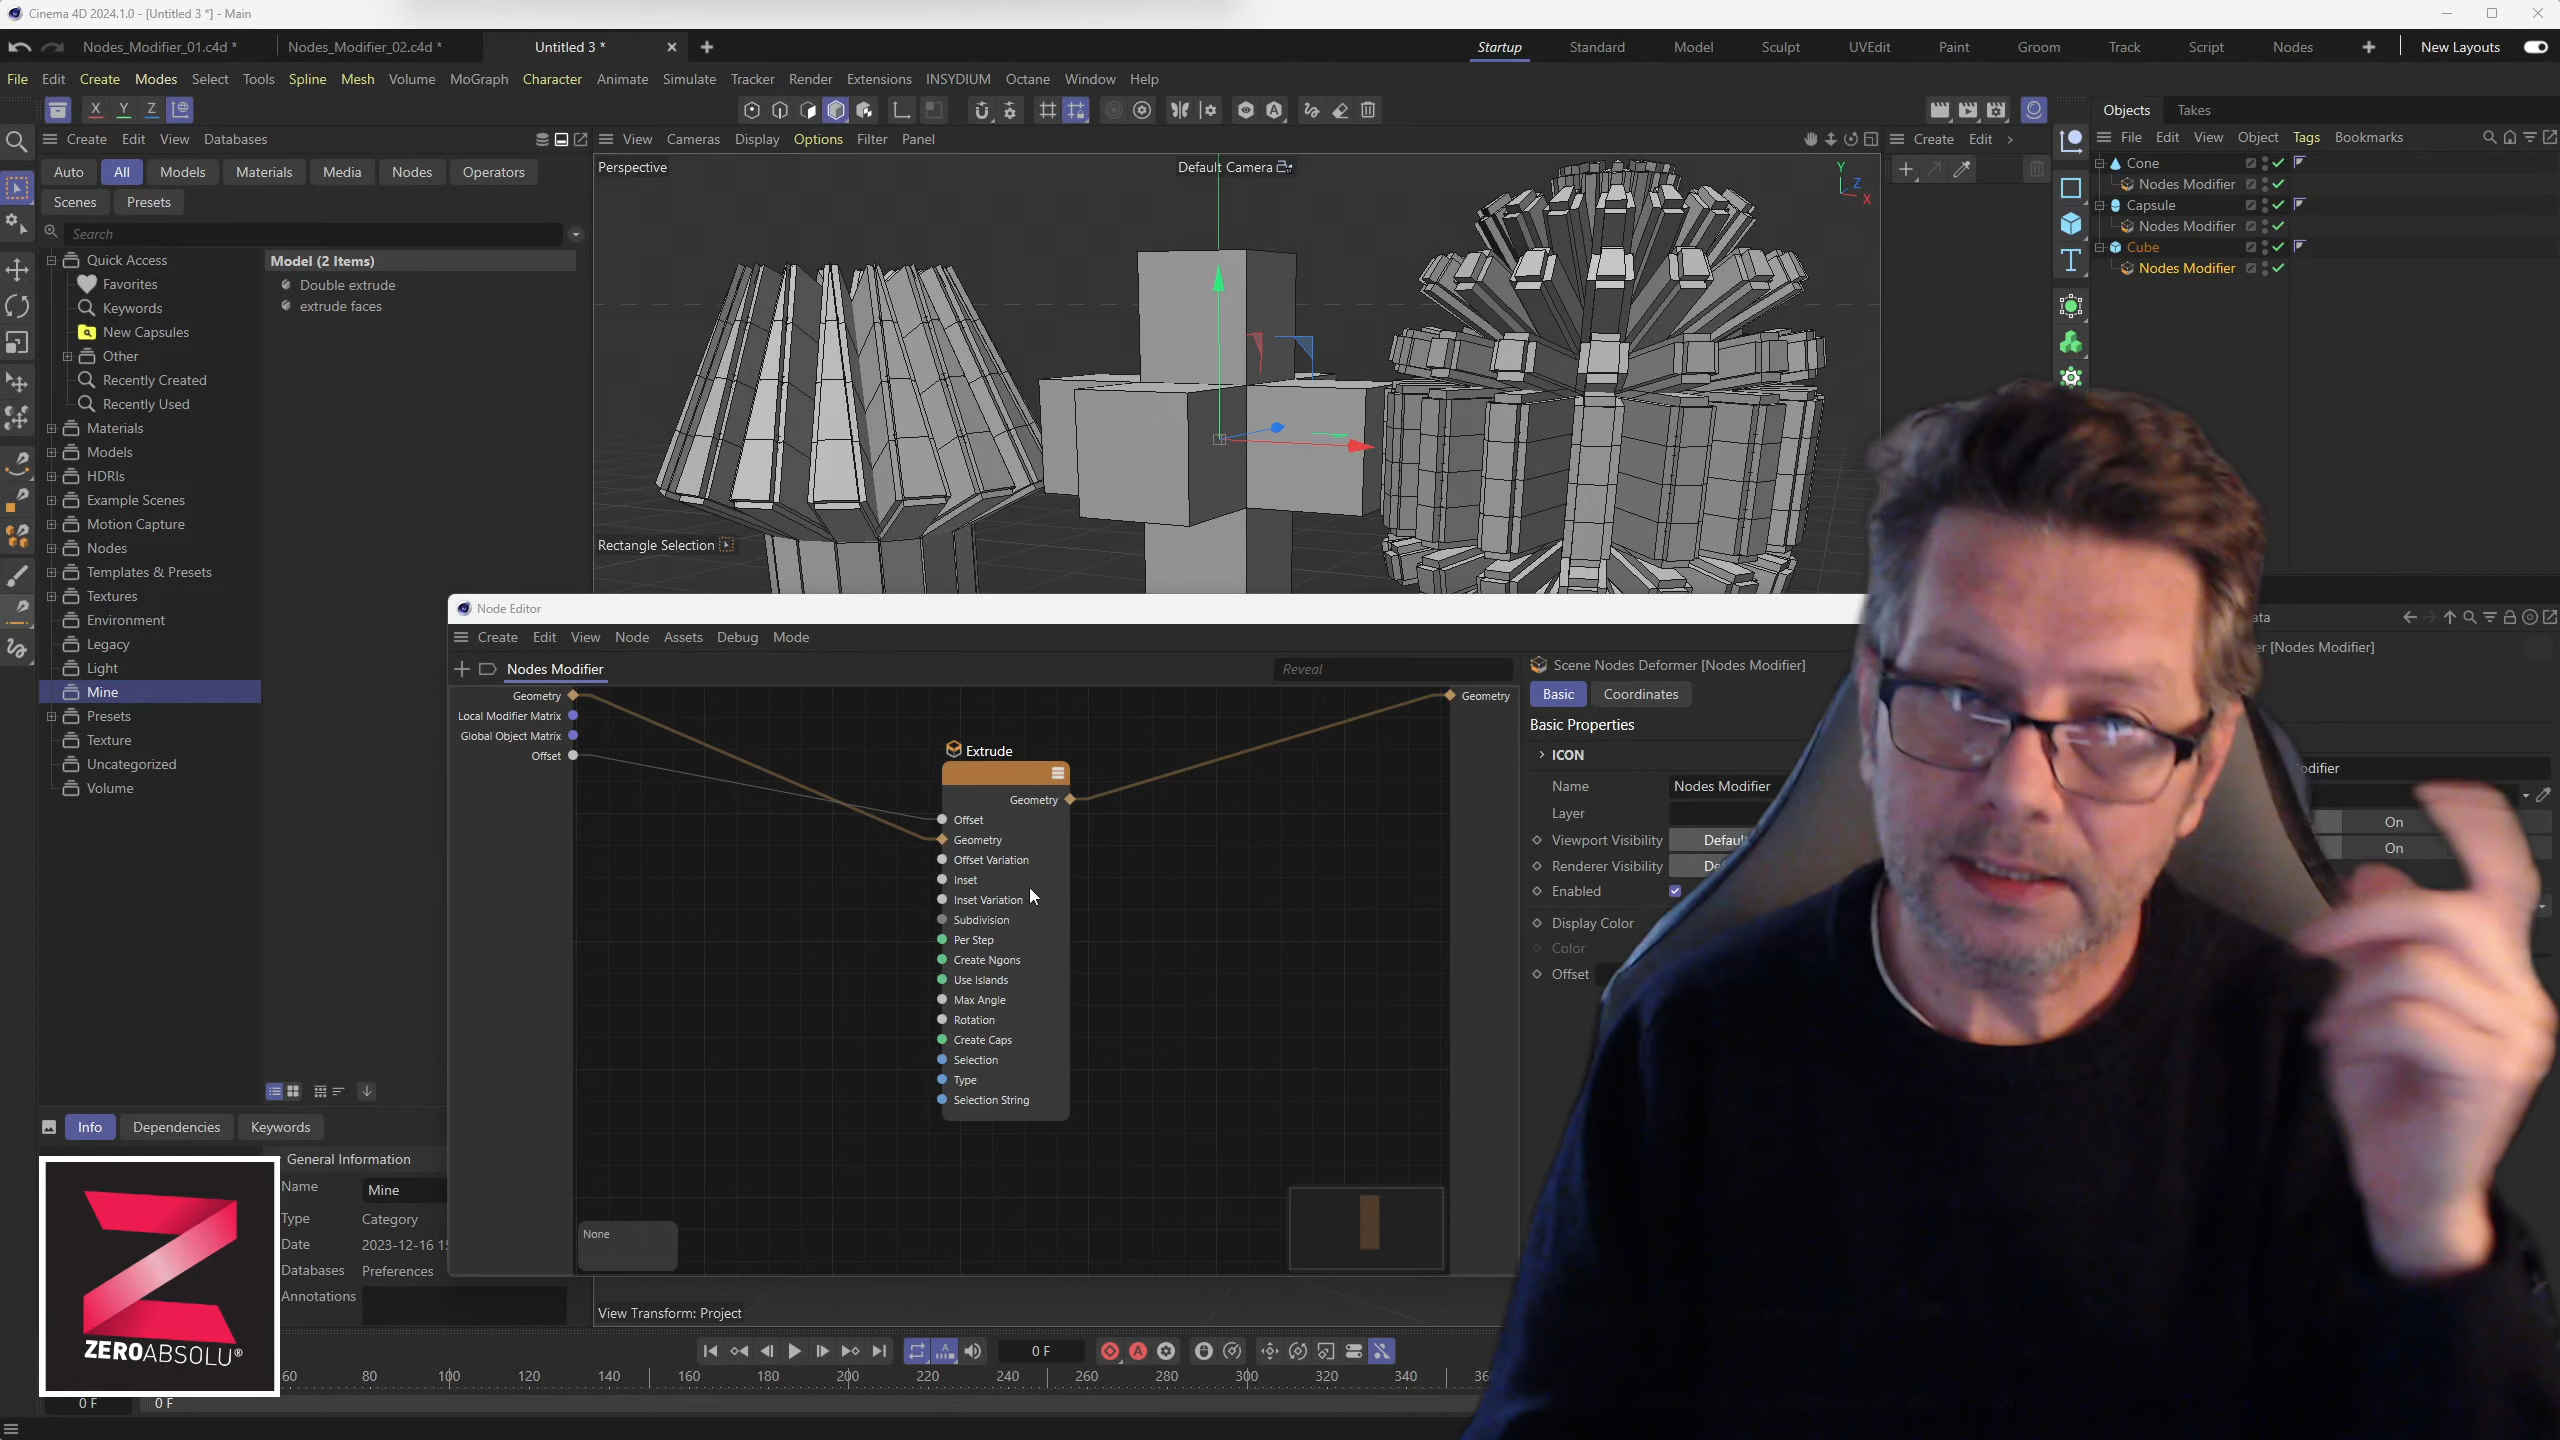 Cinema 4D 2024.1.0 - [Untitled 3 *] - Main
Nodes_Modifier_01.c4d *
Nodes_Modifier_02.c4d *
Untitled 3 *
Startup
Standard
Model
Sculpt
UVEdit
Paint
Groom
Track
Script
Nodes
New Layouts
File Edit Create Modes Select Tools Spline Mesh Volume MoGraph Character Animate Simulate Tracker Render Extensions INSYDIUM Octane Window Help
X Y Z
Create Edit View Databases
Auto All Models Materials Media Nodes Operators
Scenes Presets
Search
Quick Access
Favorites
Keywords
New Capsules
Other
Recently Created
Recently Used
Materials
Models
HDRIs
Example Scenes
Motion Capture
Nodes
Templates & Presets
Textures
Environment
Legacy
Light
Mine
Presets
Texture
Uncategorized
Volume
Model (2 Items)
Double extrude
extrude faces
Info Dependencies Keywords
General Information
Name Mine
Type Category
Date 2023-12-16
Databases Preferences
Annotations
ZEROABSOLU®
View Cameras Display Options Filter Panel
Perspective
Default Camera
Y
Z
X
Rectangle Selection
Create Edit
Objects Takes
File Edit View Object Tags Bookmarks
Cone
Nodes Modifier
Capsule
Nodes Modifier
Cube
Nodes Modifier
Node Editor
Create Edit View Node Assets Debug Mode
Nodes Modifier
Reveal
Geometry
Local Modifier Matrix
Global Object Matrix
Offset
Extrude
Geometry
Offset
Geometry
Offset Variation
Inset
Inset Variation
Subdivision
Per Step
Create Ngons
Use Islands
Max Angle
Rotation
Create Caps
Selection
Type
Selection String
Geometry
None
Scene Nodes Deformer [Nodes Modifier]
Basic Coordinates
Basic Properties
ICON
Name Nodes Modifier
Layer
Viewport Visibility Default
Renderer Visibility
Enabled
Display Color
Color
Offset
[Nodes Modifier]
On
On
View Transform: Project
0 F
60 80 100 120 140 160 180 200 220 240 260 280 300 320 340
0 F
0 F